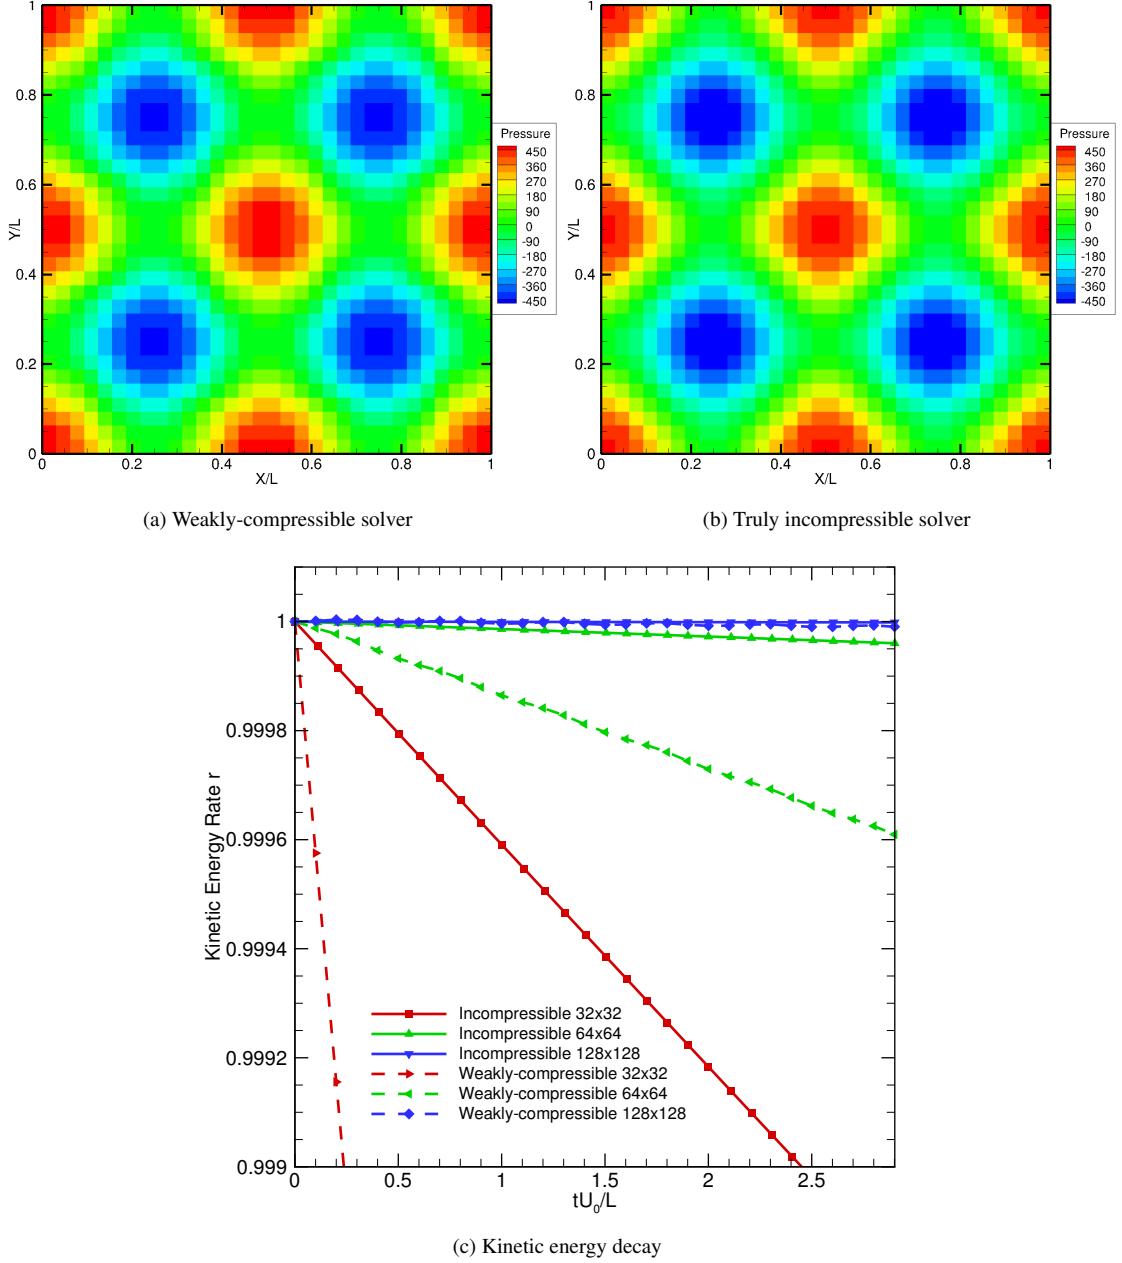 1
0.8
0.6
0.4
0.2
0
Y/L
0 0.2 0.4 0.6 0.8 1
X/L
Pressure
450
360
270
180
90
0
-90
-180
-270
-360
-450
(a) Weakly-compressible solver
1
0.8
0.6
0.4
0.2
0
Y/L
0 0.2 0.4 0.6 0.8 1
X/L
Pressure
450
360
270
180
90
0
-90
-180
-270
-360
-450
(b) Truly incompressible solver
1
0.9998
0.9996
0.9994
0.9992
0.999
Kinetic Energy Rate r
Incompressible 32x32
Incompressible 64x64
Incompressible 128x128
Weakly-compressible 32x32
Weakly-compressible 64x64
Weakly-compressible 128x128
0 0.5 1 1.5 2 2.5
tU₀/L
(c) Kinetic energy decay